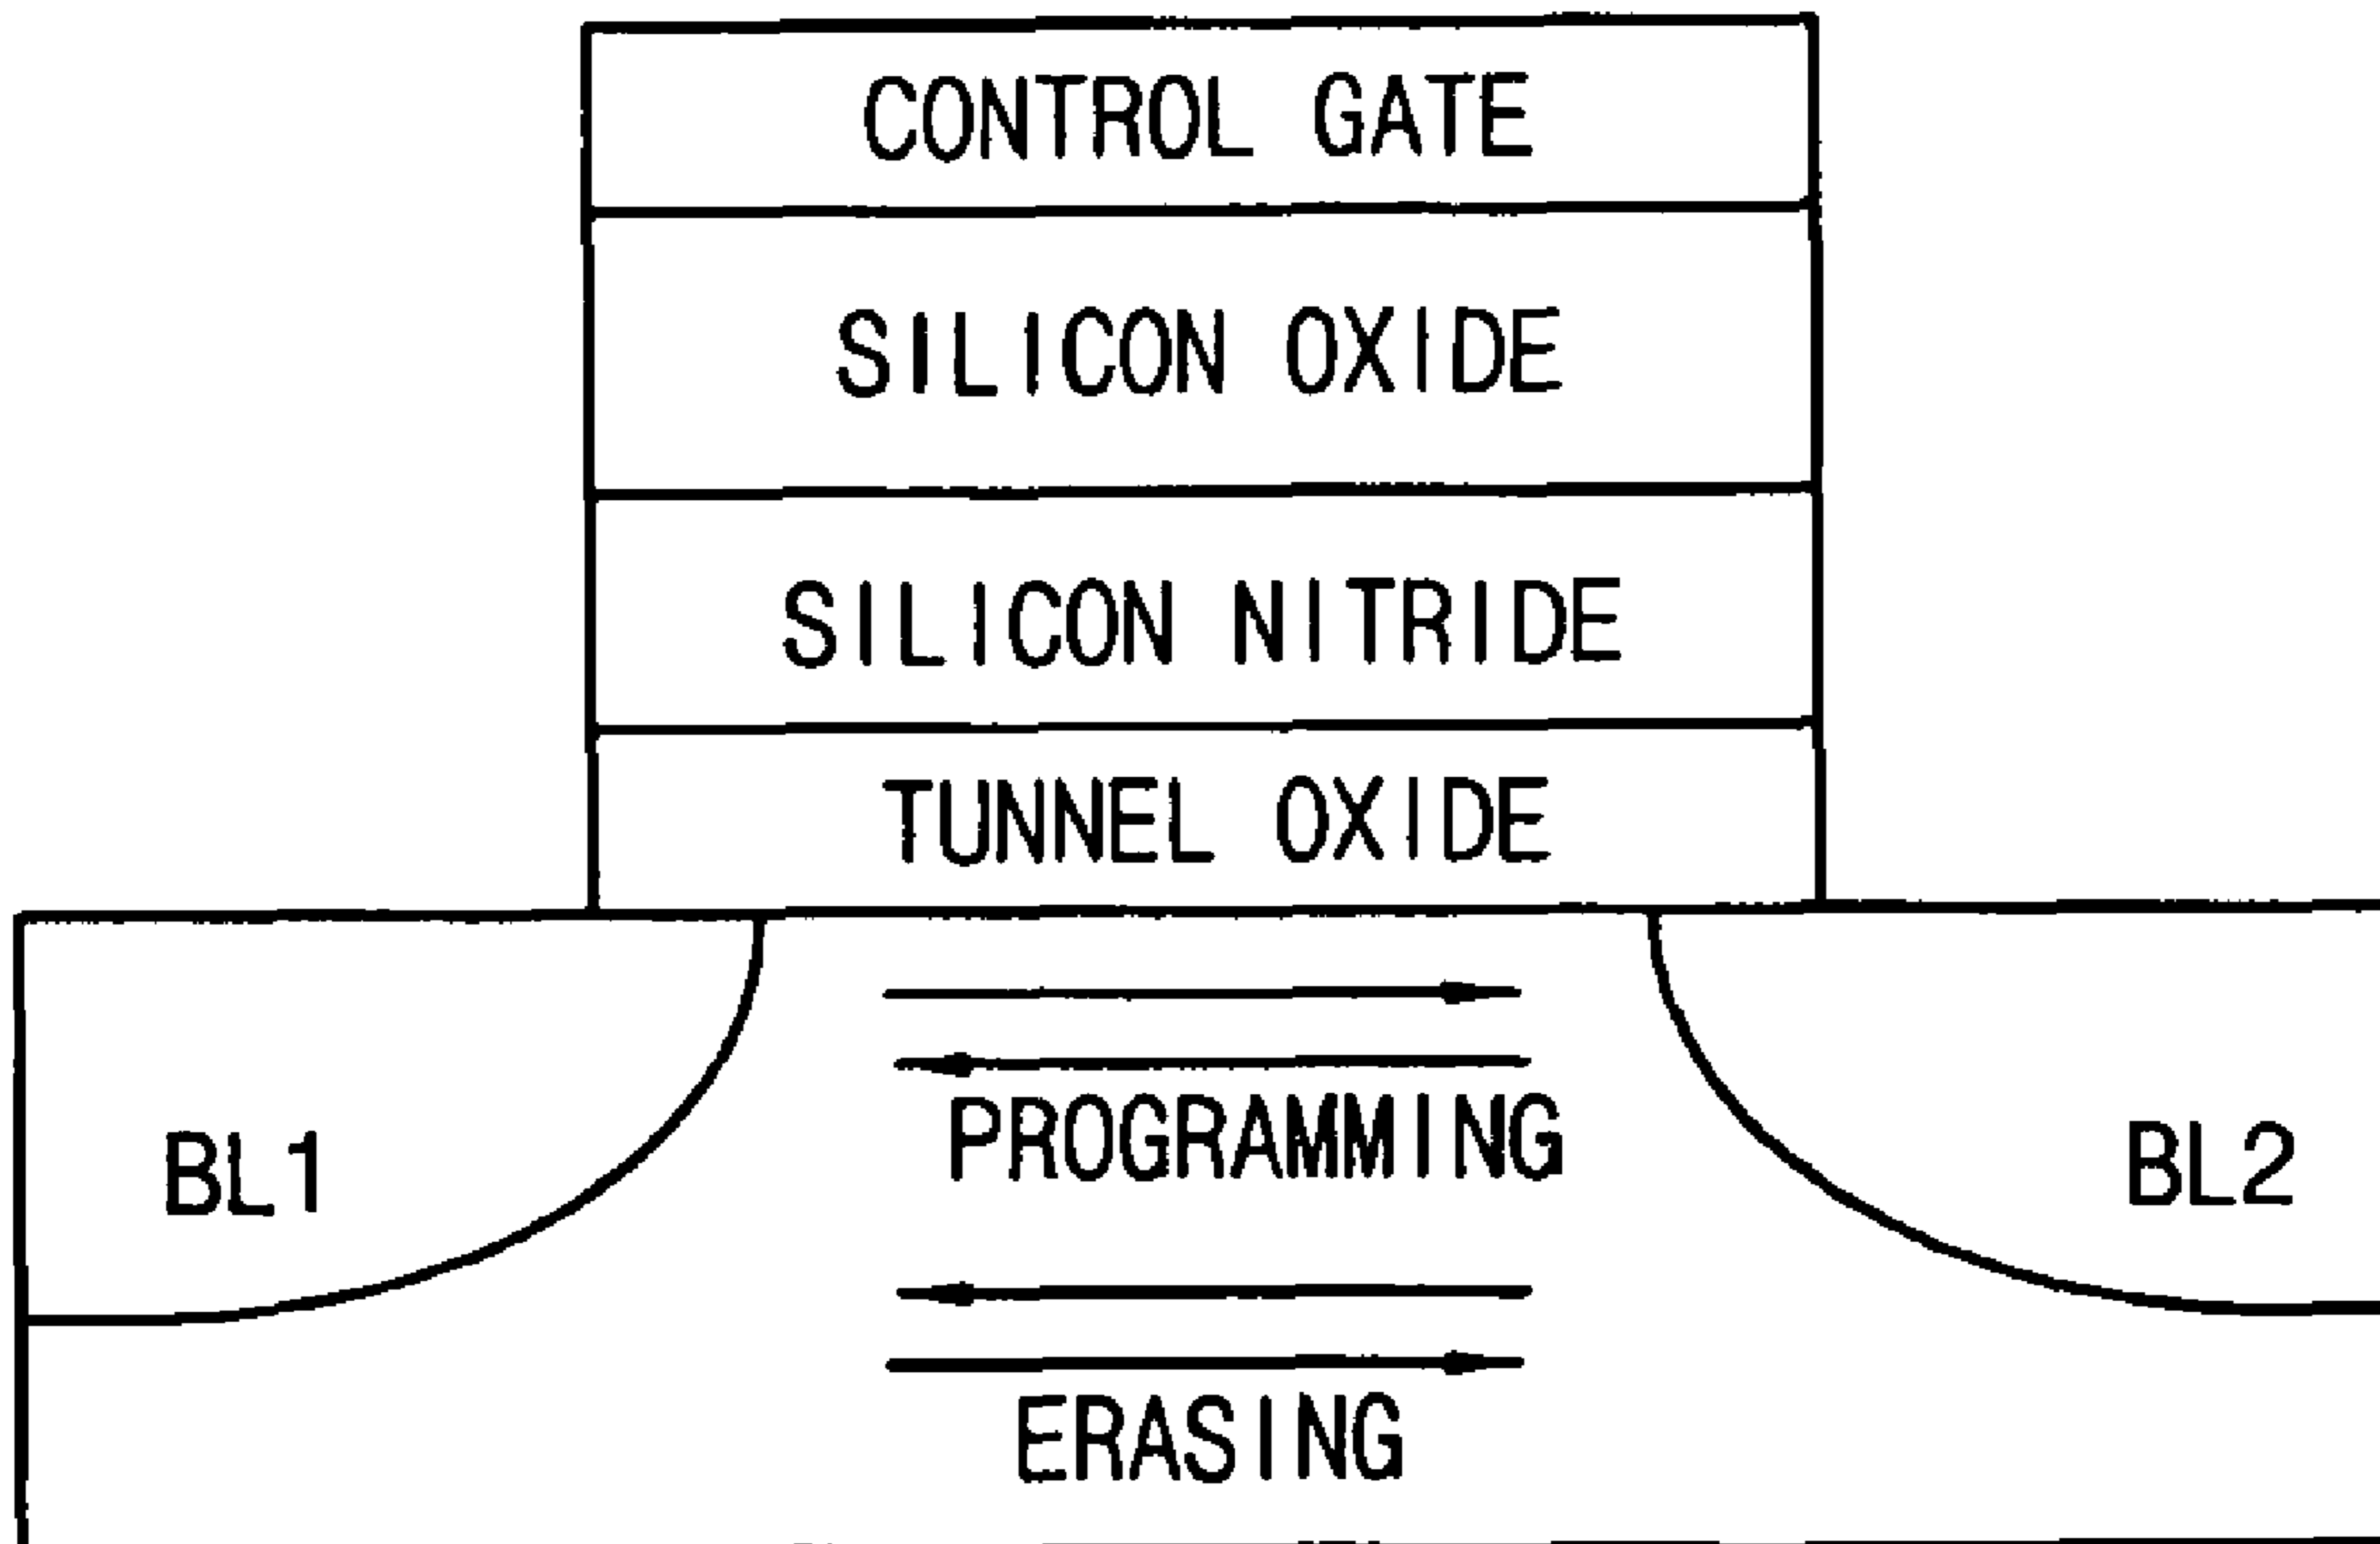 CONTROL GATE
SILICON OXIDE
SILICON NITRIDE
TUNNEL OXIDE
PROGRAMMING
BL1
BL2
ERASING